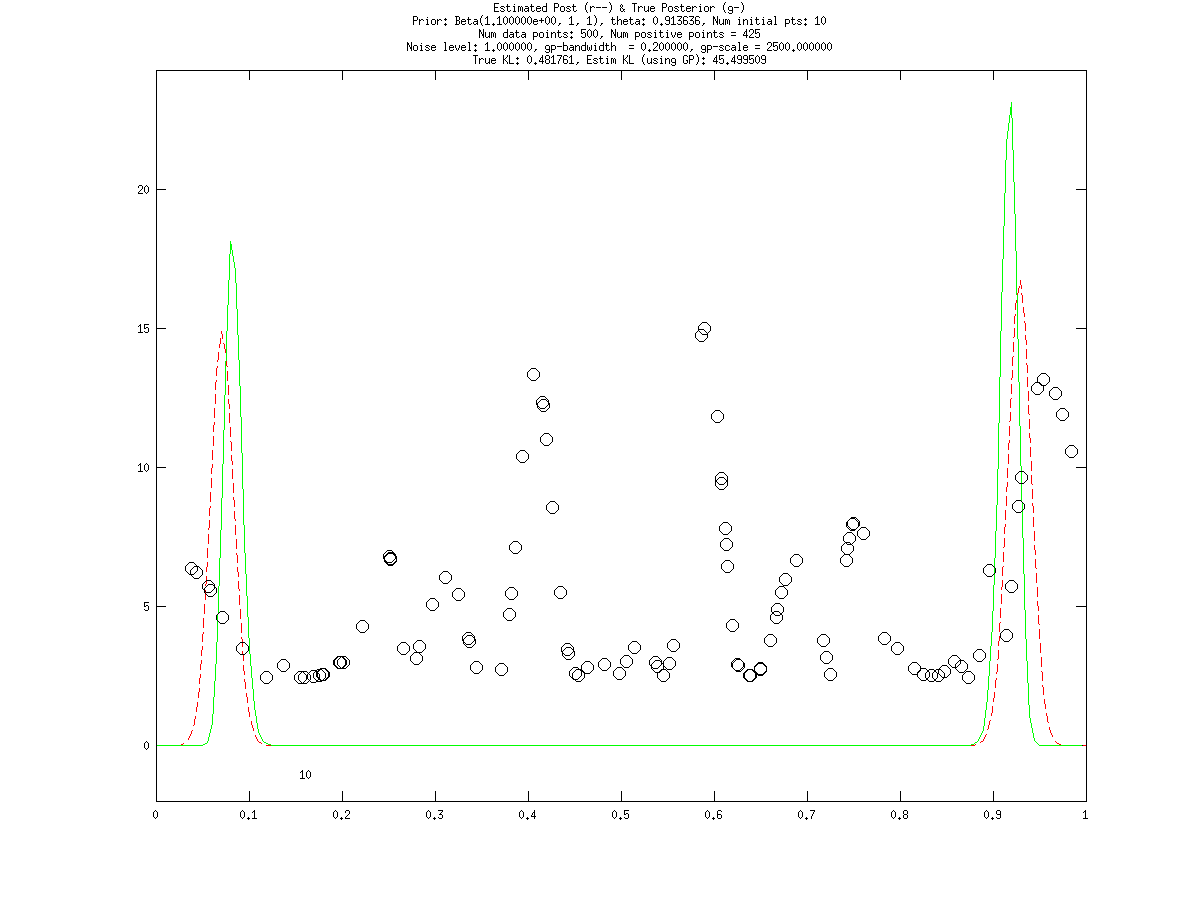 Estimated Post (r--) & True Posterior (g-)
Prior: Beta(1.100000e+00, 1, 1), theta: 0.913636, Num initial pts: 10
Num data points: 500, Num positive points = 425
Noise level: 1.000000, gp-bandwidth  = 0.200000, gp-scale = 2500.000000
True KL: 0.481761, Estim KL (using GP): 45.499509
20
15
10
5
0
10
0 0.1 0.2 0.3 0.4 0.5 0.6 0.7 0.8 0.9 1